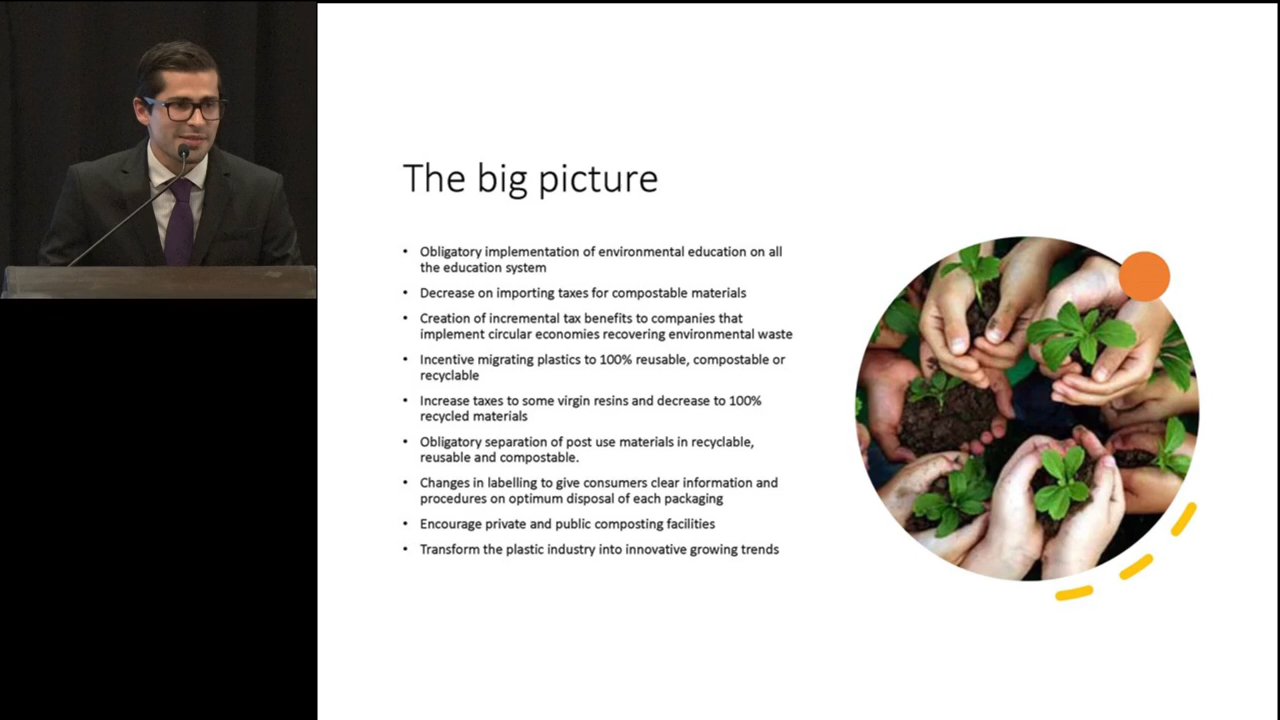 The big picture
• Obligatory implementation of environmental education on all
the education system
• Decrease on importing taxes for compostable materials
• Creation of incremental tax benefits to companies that
implement circular economies recovering environmental waste
• Incentive migrating plastics to 100% reusable, compostable or
recyclable
• Increase taxes to some virgin resins and decrease to 100%
recycled materials
• Obligatory separation of post use materials in recyclable,
reusable and compostable.
• Changes in labelling to give consumers clear information and
procedures on optimum disposal of each packaging
• Encourage private and public composting facilities
• Transform the plastic industry into innovative growing trends